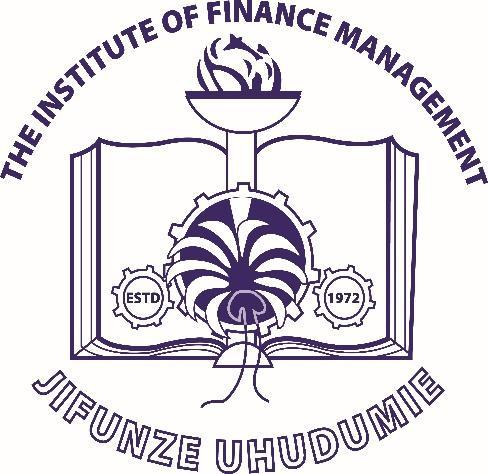 THE INSTITUTE OF FINANCE MANAGEMENT
ESTD
1972
JIFUNZE UHUDUMIE